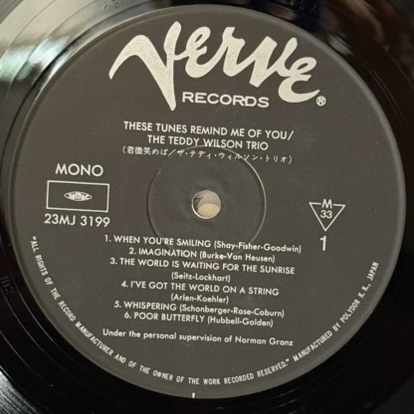 Verve
RECORDS
®
THESE TUNES REMIND ME OF YOU/
THE TEDDY WILSON TRIO
(君微笑めば/ザ・テディ・ウィルソン・トリオ)
MONO
23MJ 3199
M
33
1
1. WHEN YOU'RE SMILING (Shay-Fisher-Goodwin)
2. IMAGINATION (Burke-Van Heusen)
3. THE WORLD IS WAITING FOR THE SUNRISE
(Seitz-Lockhart)
4. I'VE GOT THE WORLD ON A STRING
(Arlen-Koehler)
5. WHISPERING (Schonberger-Rose-Coburn)
6. POOR BUTTERFLY (Hubbell-Golden)
Under the personal supervision of Norman Granz
"ALL RIGHTS OF THE RECORD MANUFACTURER AND OF THE OWNER OF THE WORK RECORDED RESERVED." MANUFACTURED BY POLYDOR K. K., JAPAN